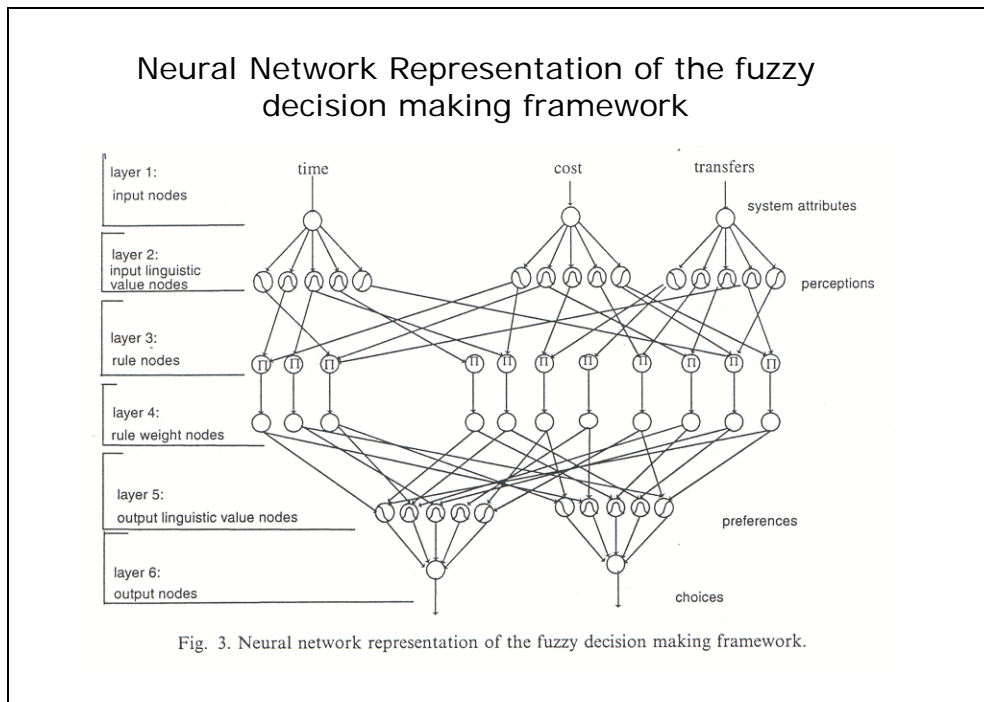 Neural Network Representation of the fuzzy
decision making framework
layer 1:
input nodes
time
cost
transfers
system attributes
layer 2:
input linguistic
value nodes
perceptions
layer 3:
rule nodes
Π Π Π Π Π Π Π Π Π Π Π
layer 4:
rule weight nodes
layer 5:
output linguistic value nodes
preferences
layer 6:
output nodes
choices
Fig. 3. Neural network representation of the fuzzy decision making framework.